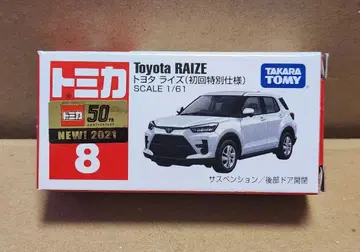 トミカ
トミカ
50th
ANNIVERSARY
NEW! 2021
8
Toyota RAIZE
トヨタ ライズ(初回特別仕様)
SCALE 1/61
TAKARA
TOMY
サスペンション/後部ドア開閉